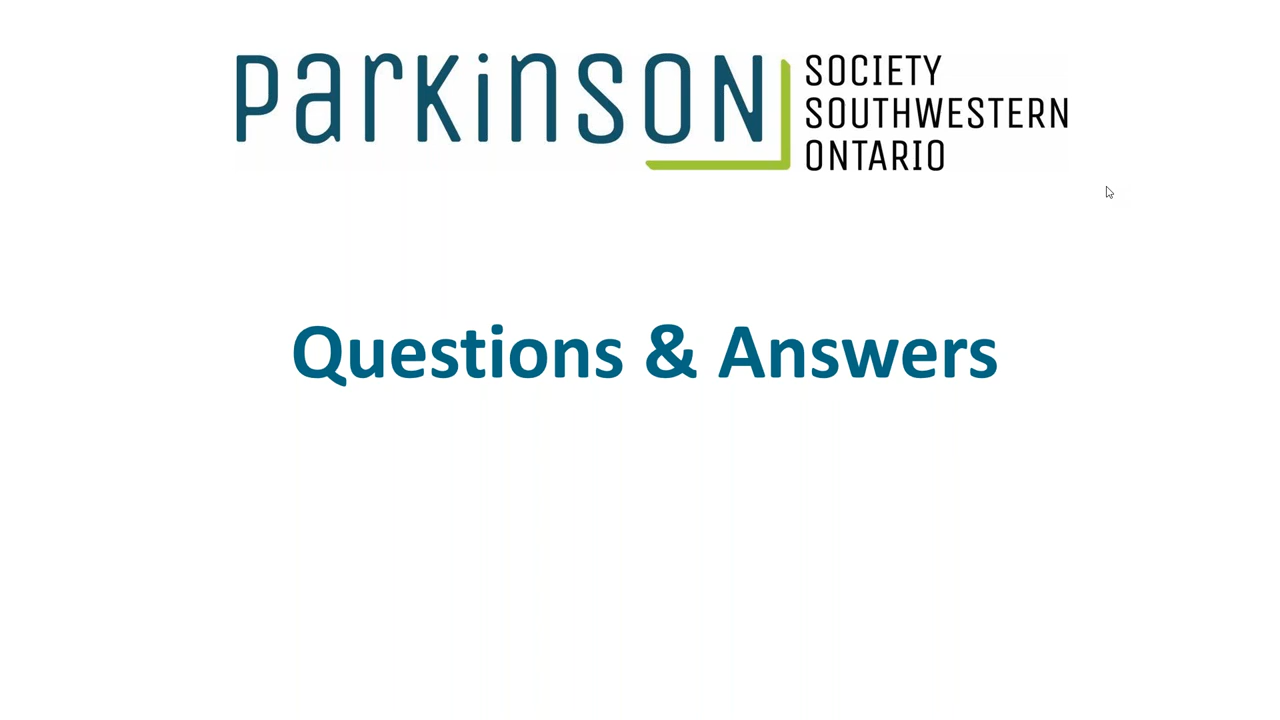 Parkinson
SOCIETY
SOUTHWESTERN
ONTARIO
Questions & Answers